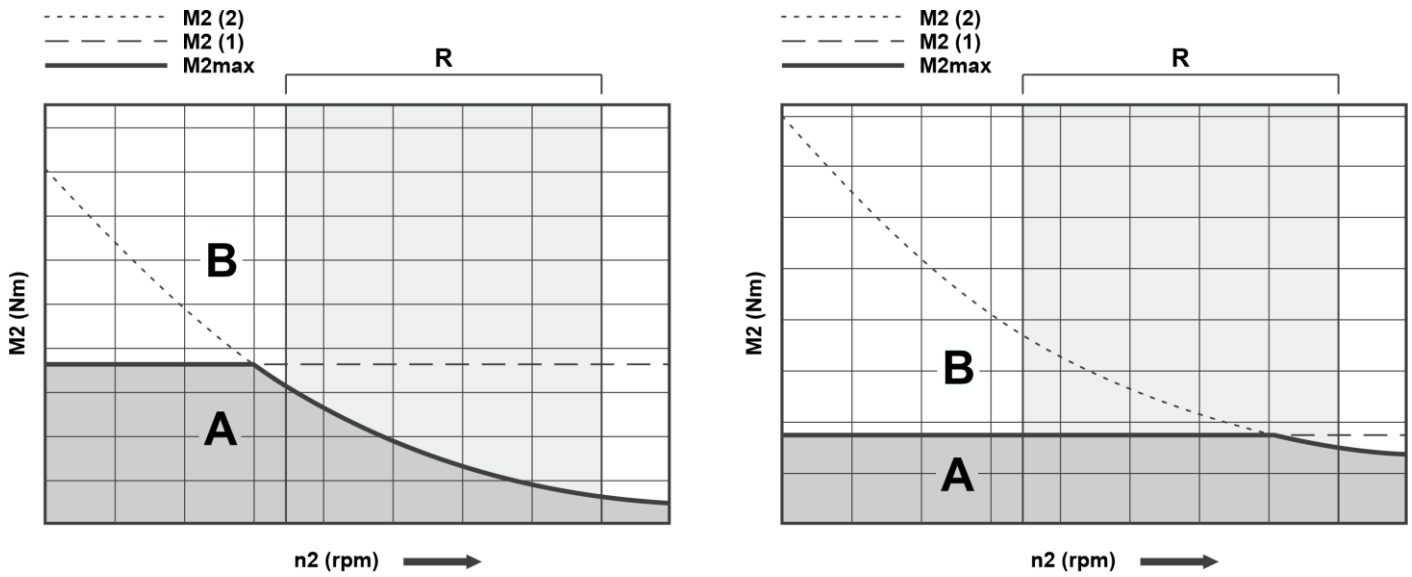 M2 (2)
M2 (1)
M2max
R
B
A
M2 (Nm)
n2 (rpm)
M2 (2)
M2 (1)
M2max
R
B
A
M2 (Nm)
n2 (rpm)